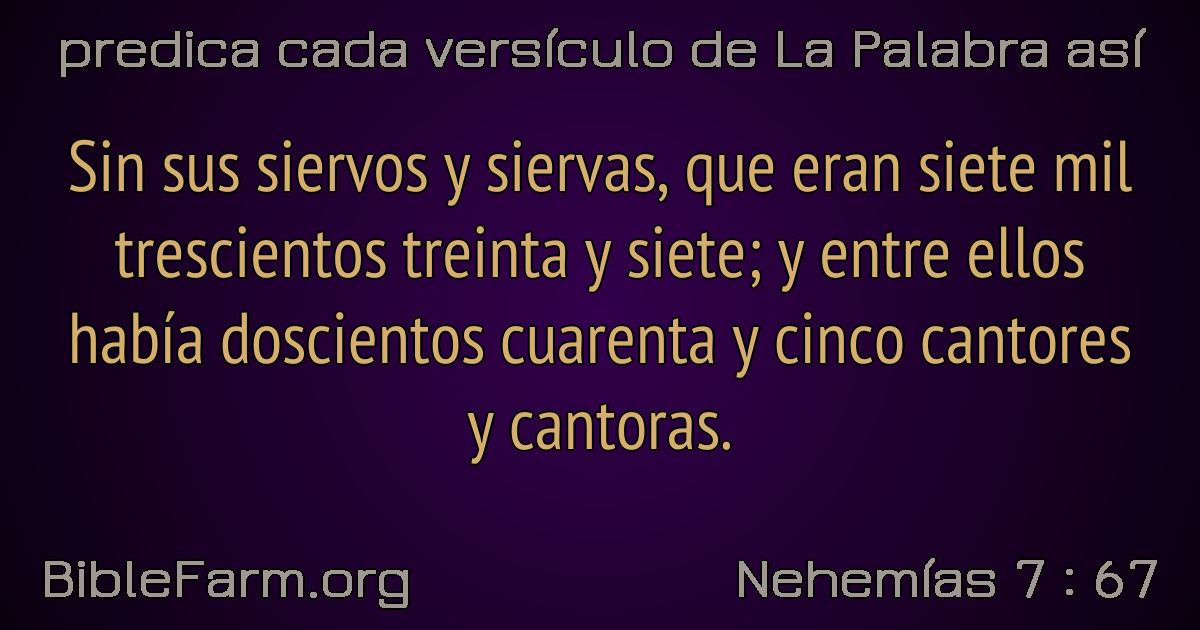 predica cada versículo de La Palabra así
Sin sus siervos y siervas, que eran siete mil
trescientos treinta y siete; y entre ellos
había doscientos cuarenta y cinco cantores
y cantoras.
BibleFarm.org
Nehemías 7 : 67